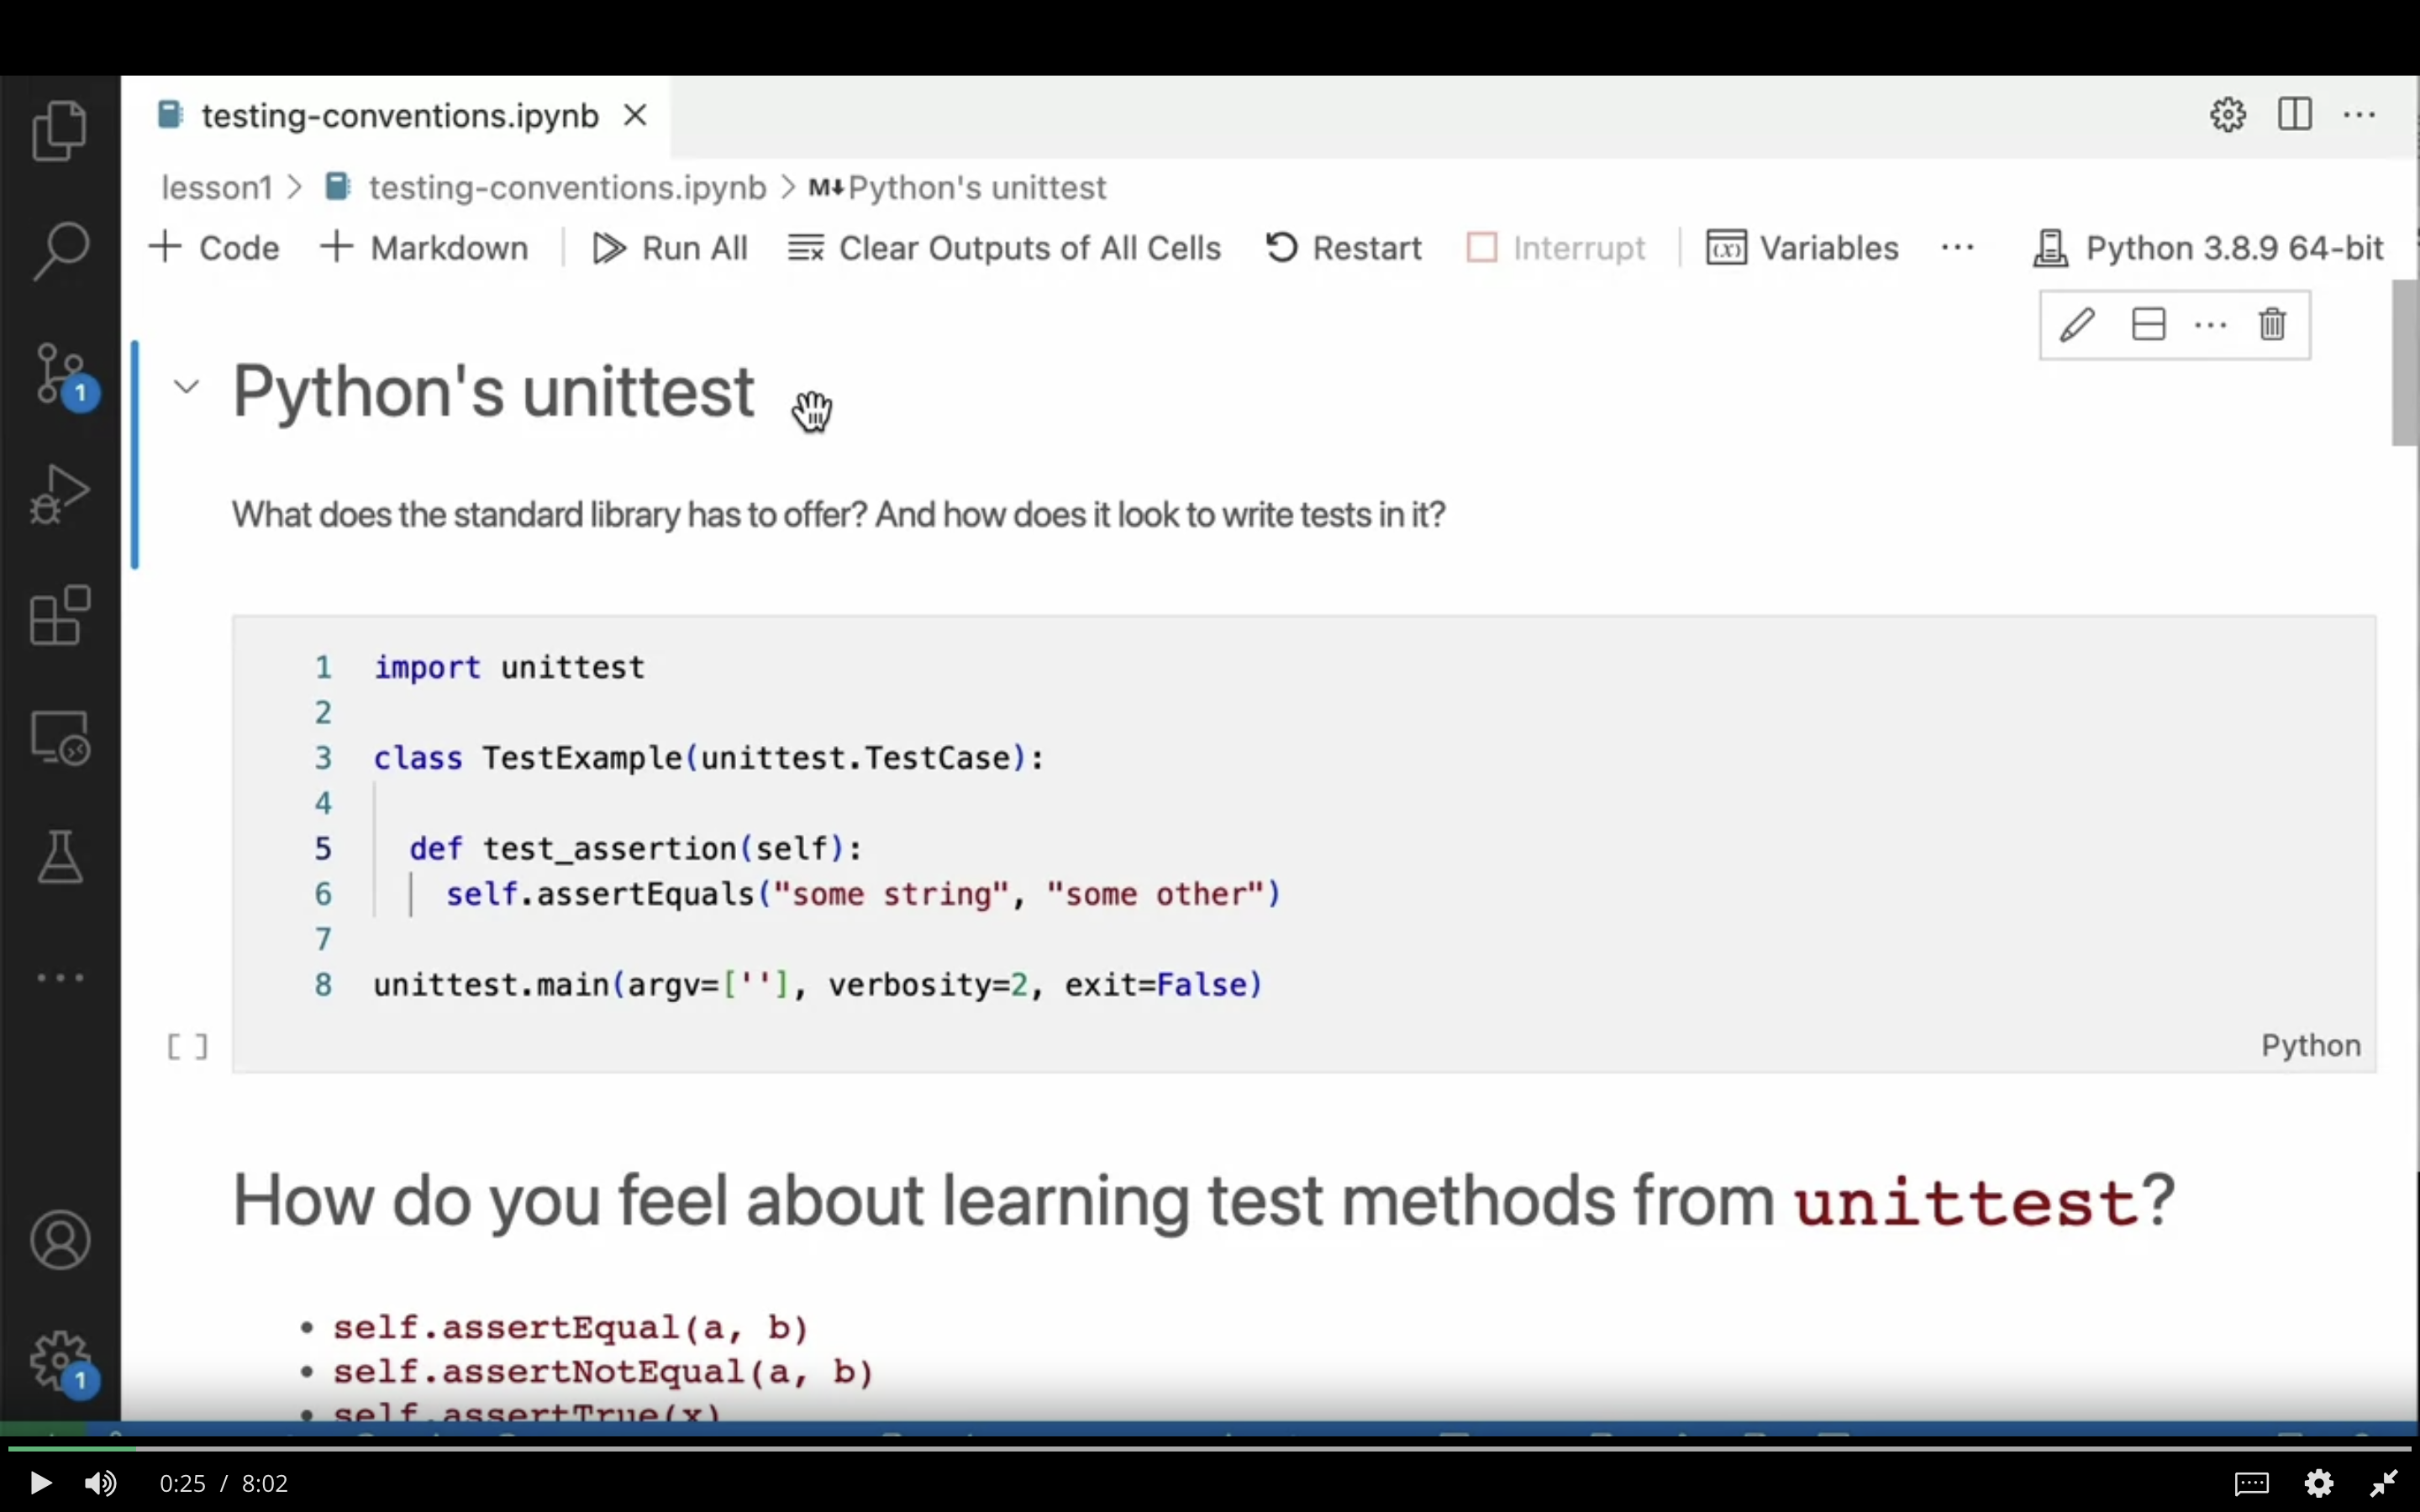 testing-conventions.ipynb
lesson1 > testing-conventions.ipynb > M↓ Python's unittest
+ Code + Markdown Run All Clear Outputs of All Cells Restart Interrupt (x) Variables ... Python 3.8.9 64-bit
1
Python's unittest
What does the standard library has to offer? And how does it look to write tests in it?
1 import unittest
2
3 class TestExample(unittest.TestCase):
4
5 def test_assertion(self):
6 self.assertEquals("some string", "some other")
7
8 unittest.main(argv=[''], verbosity=2, exit=False)
[ ]
Python
How do you feel about learning test methods from unittest?
• self.assertEqual(a, b)
• self.assertNotEqual(a, b)
• self.assertTrue(x)
1
0:25 / 8:02